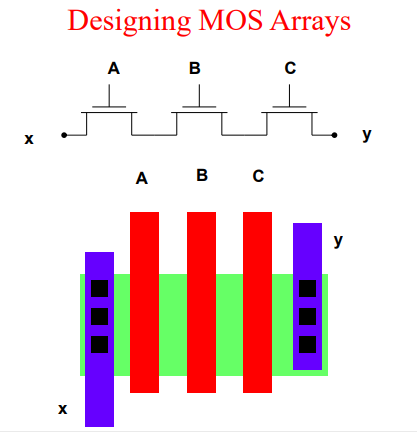 Designing MOS Arrays
A B C
x y
A B C
y
x